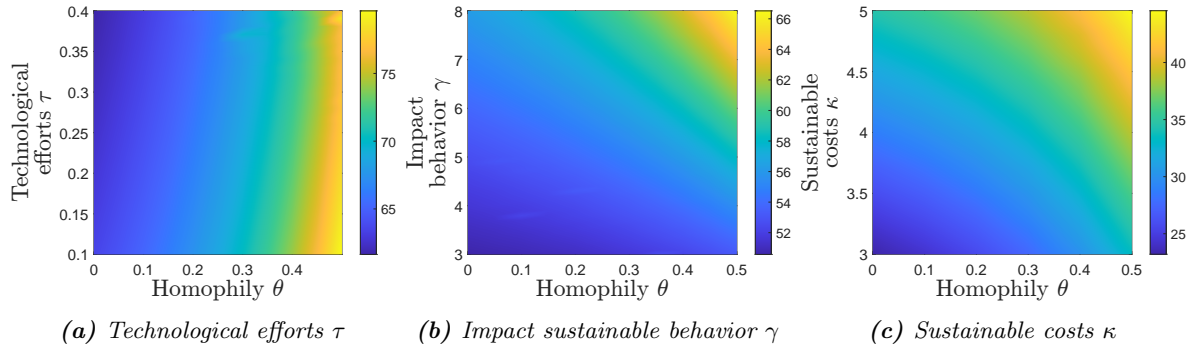 0.4
0.35
0.3
0.25
0.2
0.15
0.1
Technological
efforts τ
0 0.1 0.2 0.3 0.4
Homophily θ
75
70
65
(a) Technological efforts τ
8
7
6
5
4
3
Impact
behavior γ
0 0.1 0.2 0.3 0.4 0.5
Homophily θ
66
64
62
60
58
56
54
52
(b) Impact sustainable behavior γ
5
4.5
4
3.5
3
Sustainable
costs κ
0 0.1 0.2 0.3 0.4 0.5
Homophily θ
40
35
30
25
(c) Sustainable costs κ